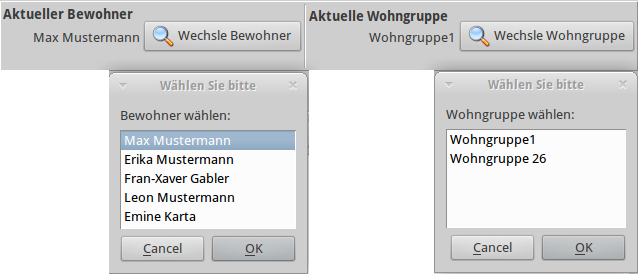 Aktueller Bewohner
Max Mustermann
Wechsle Bewohner
Aktuelle Wohngruppe
Wohngruppe1
Wechsle Wohngruppe
Wählen Sie bitte
Bewohner wählen:
Max Mustermann
Erika Mustermann
Fran-Xaver Gabler
Leon Mustermann
Emine Karta
Cancel
OK
Wählen Sie bitte
Wohngruppe wählen:
Wohngruppe1
Wohngruppe 26
Cancel
OK